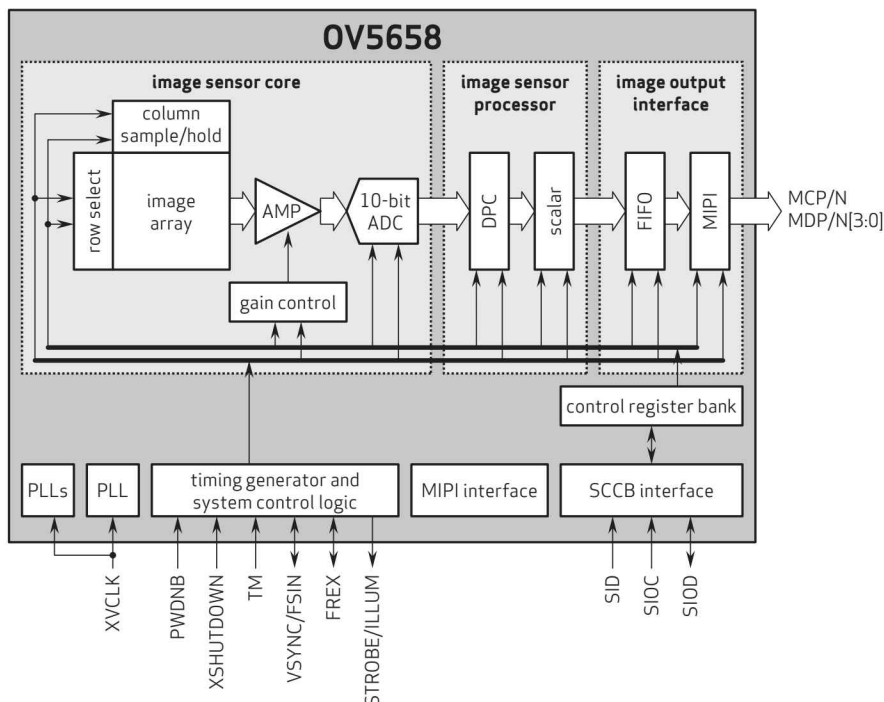 OV5658
image sensor core
image sensor
processor
image output
interface
column
sample/hold
row select
image
array
AMP
10-bit
ADC
DPC
scalar
FIFO
MIPI
MCP/N
MDP/N[3:0]
gain control
control register bank
PLLs
PLL
timing generator and
system control logic
MIPI interface
SCCB interface
XVCLK
PWDNB
XSHUTDOWN
TM
VSYNC/FSIN
FREX
STROBE/ILLUM
SID
SIOC
SIOD